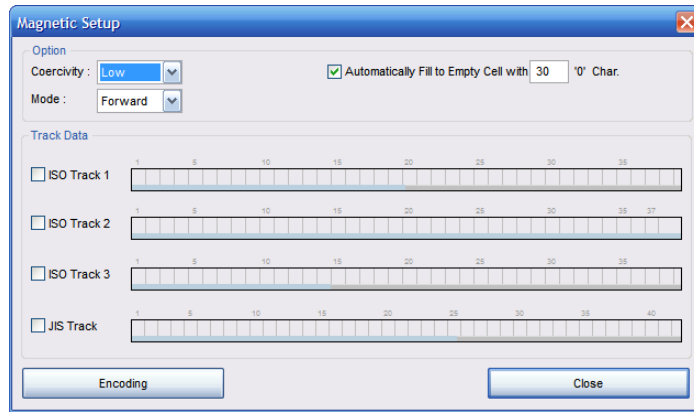 Magnetic Setup
Option
Coercivity : Low
Automatically Fill to Empty Cell with 30 '0' Char.
Mode : Forward
Track Data
1 5 10 15 20 25 30 35
ISO Track 1
1 5 10 15 20 25 30 35 37
ISO Track 2
1 5 10 15 20 25 30 35
ISO Track 3
1 5 10 15 20 25 30 40
JIS Track
Encoding
Close